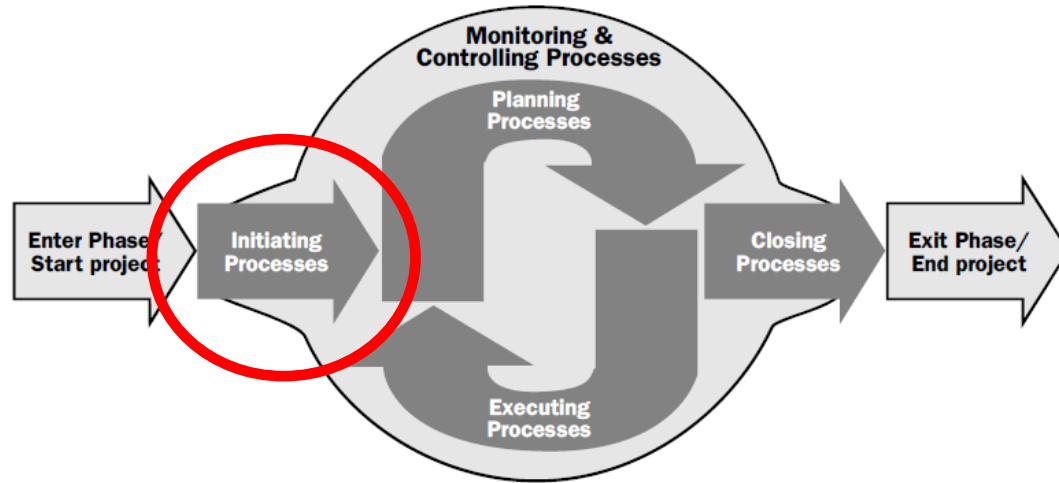 Monitoring &
Controlling Processes
Planning
Processes
Enter Phase/
Start project
Initiating
Processes
Closing
Processes
Exit Phase/
End project
Executing
Processes